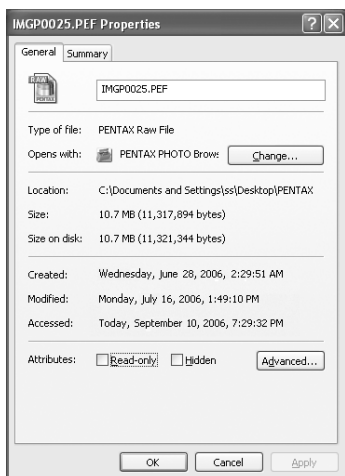 IMGP0025.PEF Properties
General Summary
RAW
PENTAX
IMGP0025.PEF
Type of file: PENTAX Raw File
Opens with: PENTAX PHOTO Brows Change...
Location: C:\Documents and Settings\ss\Desktop\PENTAX
Size: 10.7 MB (11,317,894 bytes)
Size on disk: 10.7 MB (11,321,344 bytes)
Created: Wednesday, June 28, 2006, 2:29:51 AM
Modified: Monday, July 16, 2006, 1:49:10 PM
Accessed: Today, September 10, 2006, 7:29:32 PM
Attributes: Read-only Hidden Advanced...
OK Cancel Apply